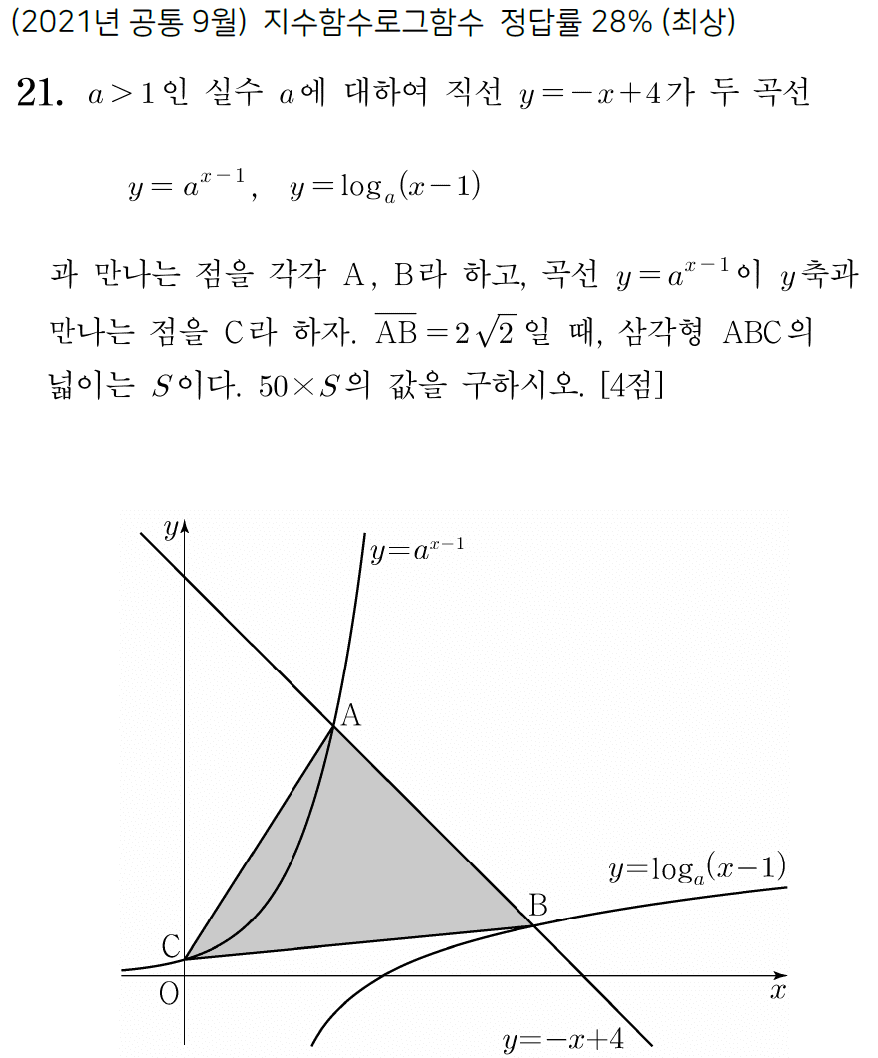 (2021년 공통 9월) 지수함수로그함수 정답률 28% (최상)
21. a > 1인 실수 a에 대하여 직선 y = −x+4가 두 곡선
y = a^{x−1}, y = log_a(x−1)
과 만나는 점을 각각 A, B라 하고, 곡선 y = a^{x−1}이 y축과
만나는 점을 C라 하자. \overline{AB} = 2√2 일 때, 삼각형 ABC의
넓이는 S이다. 50×S의 값을 구하시오. [4점]
y
y=a^{x−1}
A
y=log_a(x−1)
B
C
O
x
y=−x+4